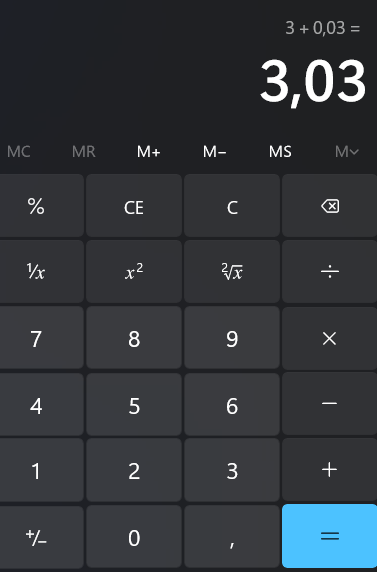 3 + 0,03 =
3,03
MC MR M+ M− MS M
% CE C
1/x x² ²√x ÷
7 8 9 ×
4 5 6 −
1 2 3 +
+/− 0 , =